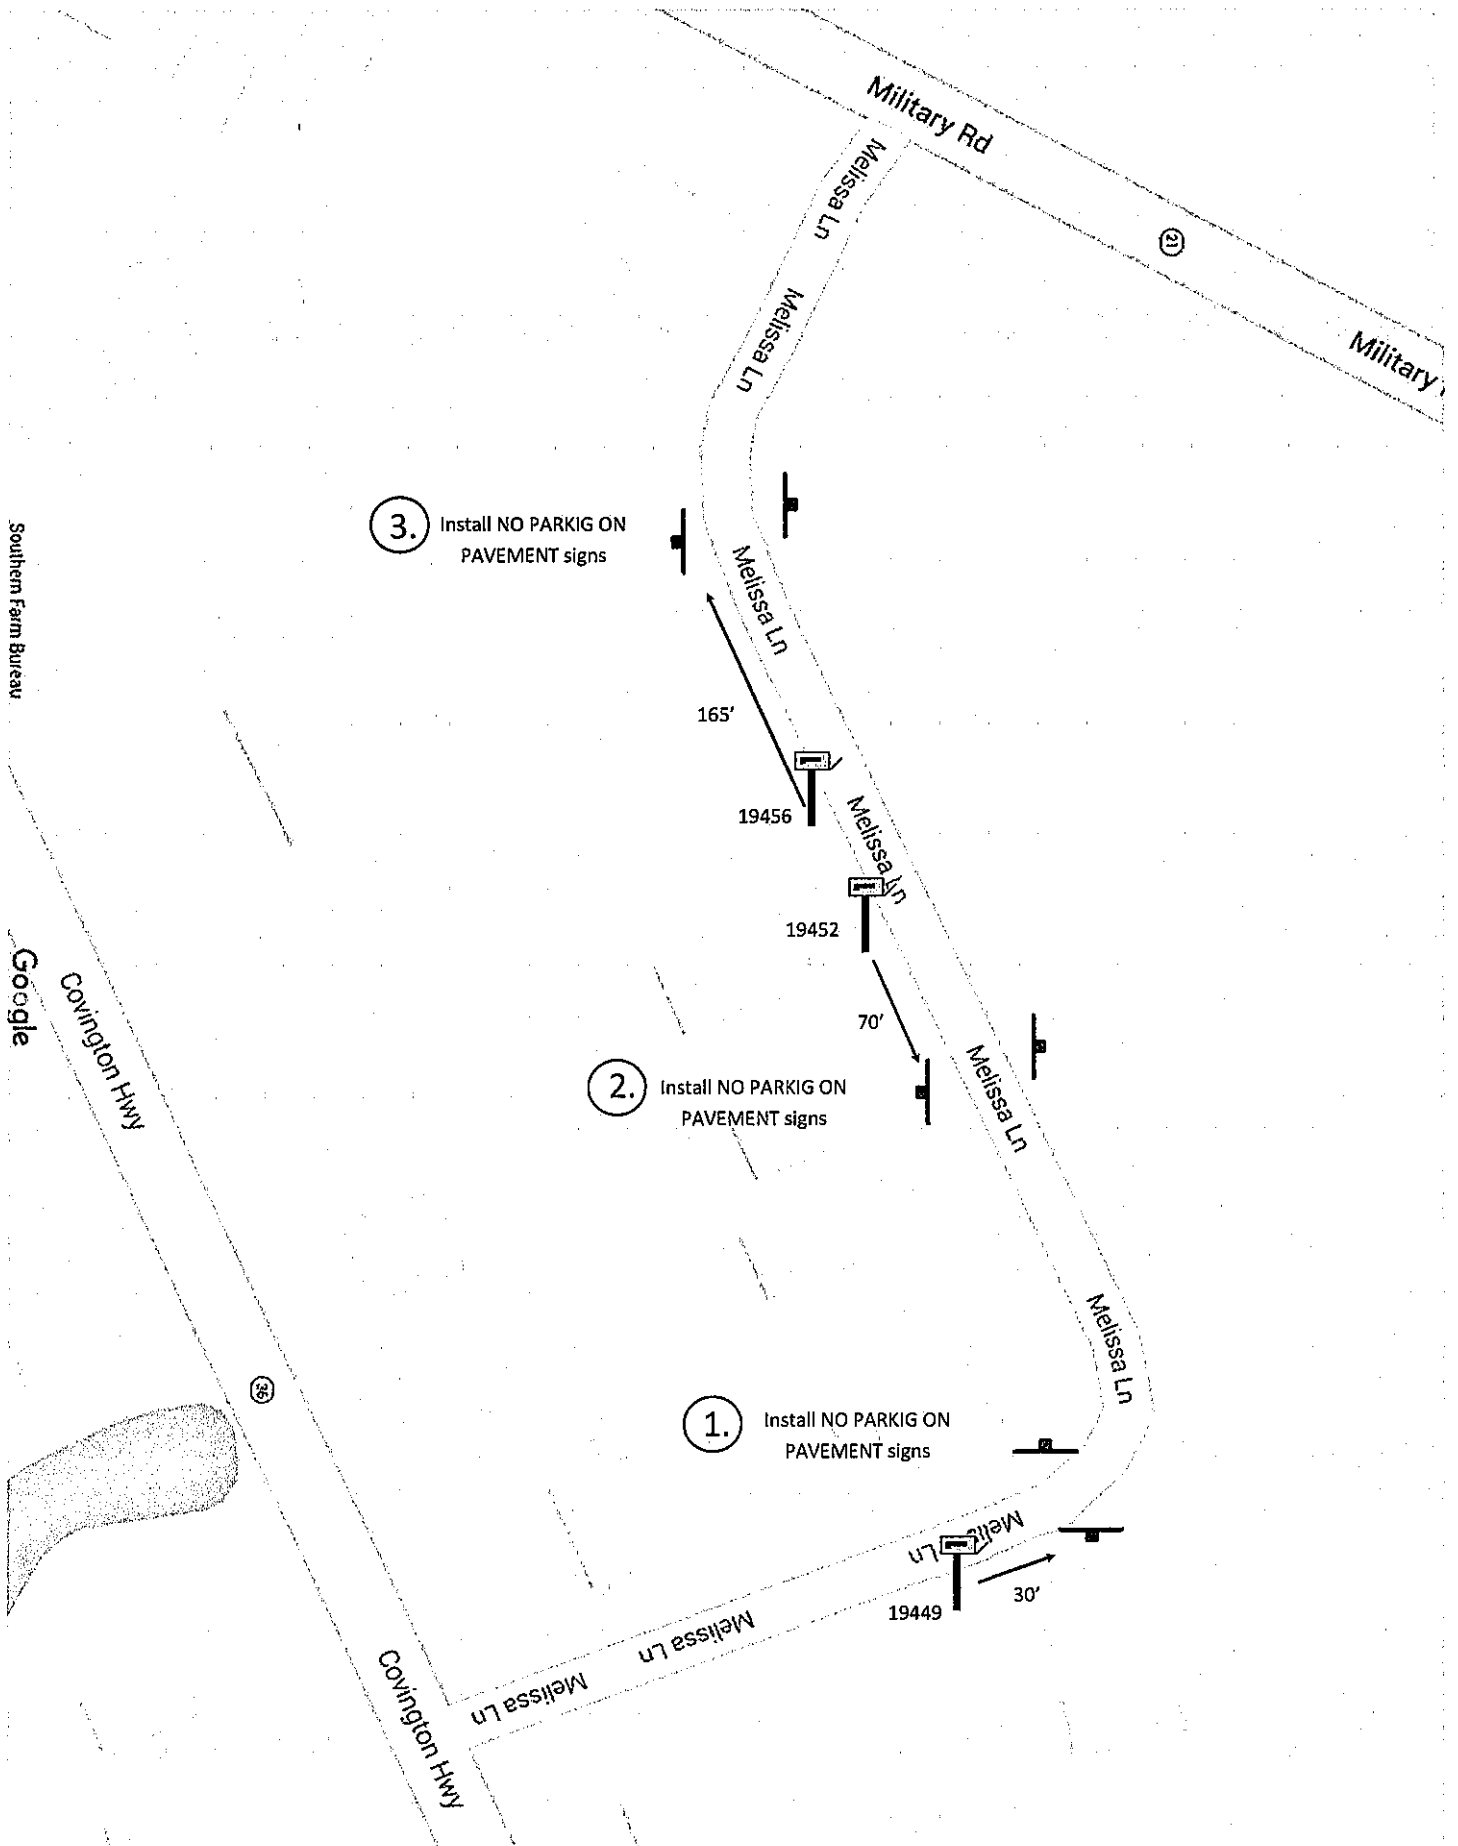 Military Rd
Melissa Ln
21
Melissa Ln
Military
3.
Install NO PARKIG ON
PAVEMENT signs
Southern Farm Bureau
Melissa Ln
165'
19456
Melissa Ln
19452
70'
Google
Covington Hwy
2.
Install NO PARKIG ON
PAVEMENT signs
Melissa Ln
Melissa Ln
36
1.
Install NO PARKIG ON
PAVEMENT signs
Melissa Ln
19449
30'
Melissa Ln
Melissa Ln
Covington Hwy